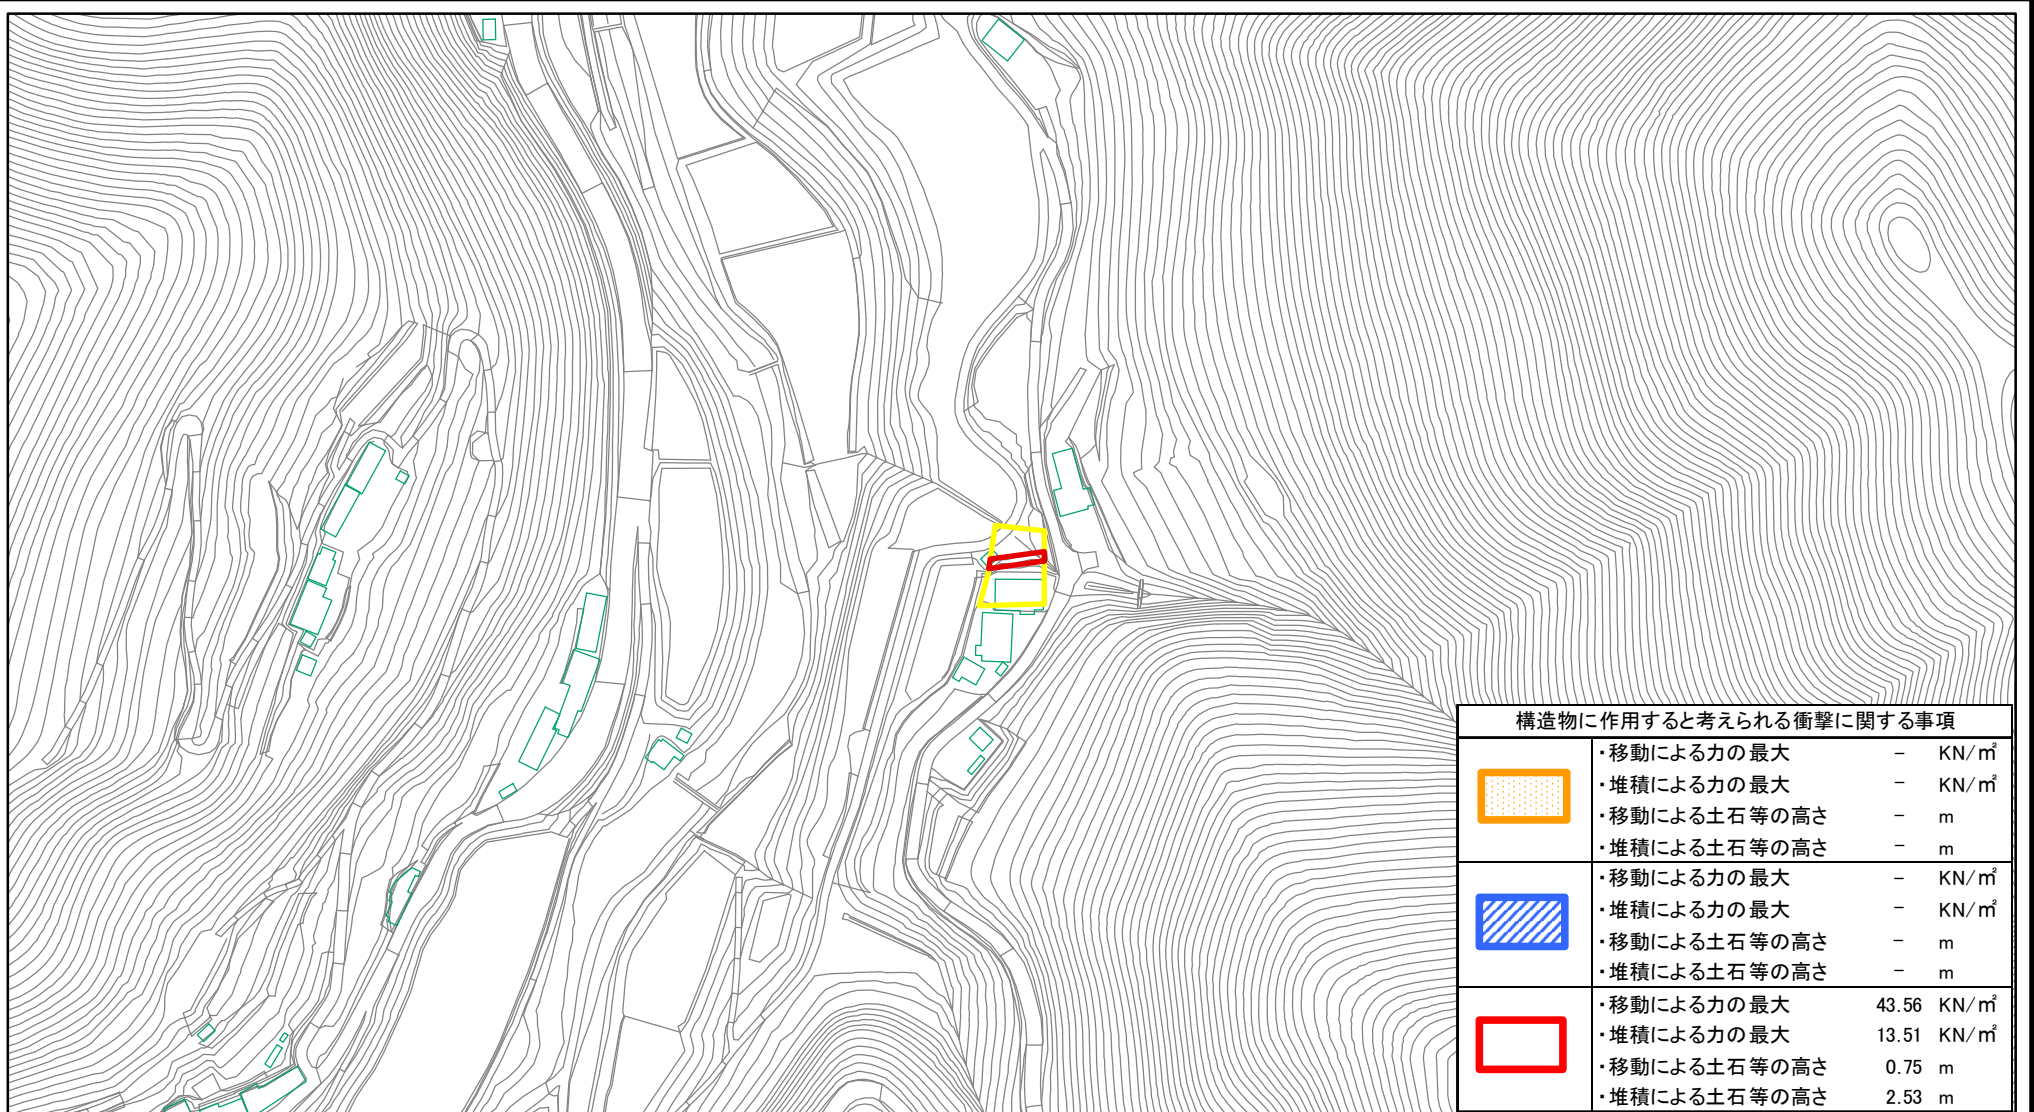 構造物に作用すると考えられる衝撃に関する事項
・移動による力の最大 － KN/㎡
・堆積による力の最大 － KN/㎡
・移動による土石等の高さ － m
・堆積による土石等の高さ － m
・移動による力の最大 － KN/㎡
・堆積による力の最大 － KN/㎡
・移動による土石等の高さ － m
・堆積による土石等の高さ － m
・移動による力の最大 43.56 KN/㎡
・堆積による力の最大 13.51 KN/㎡
・移動による土石等の高さ 0.75 m
・堆積による土石等の高さ 2.53 m